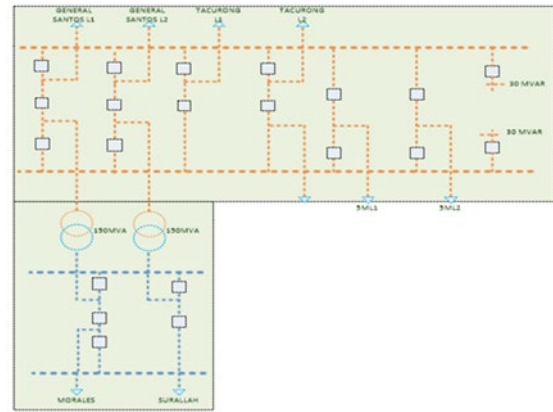 GENERAL
SANTOS L1
GENERAL
SANTOS L2
TACURONG
L1
TACURONG
L2
30 MVAR
30 MVAR
SML1
SML2
150MVA
150MVA
MORALES
SURALLAH